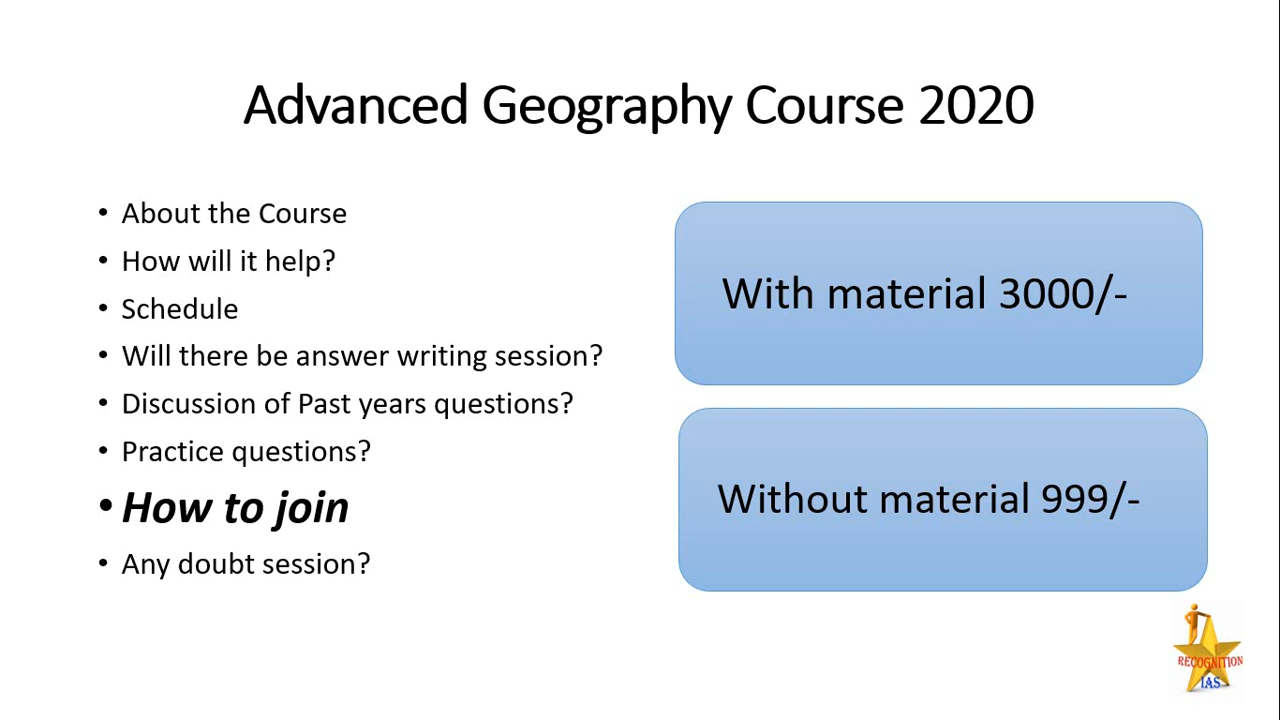 Advanced Geography Course 2020
• About the Course
• How will it help?
• Schedule
• Will there be answer writing session?
• Discussion of Past years questions?
• Practice questions?
• How to join
• Any doubt session?
With material 3000/-
Without material 999/-
RECOGNITION
IAS